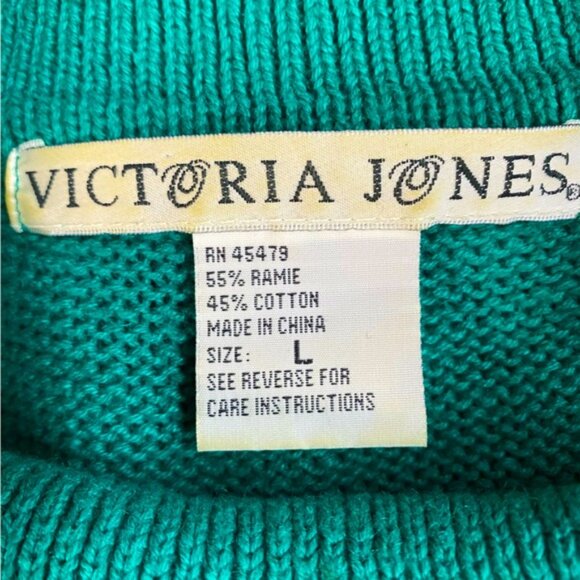 VICTORIA JONES®
RN 45479
55% RAMIE
45% COTTON
MADE IN CHINA
SIZE: L
SEE REVERSE FOR
CARE INSTRUCTIONS